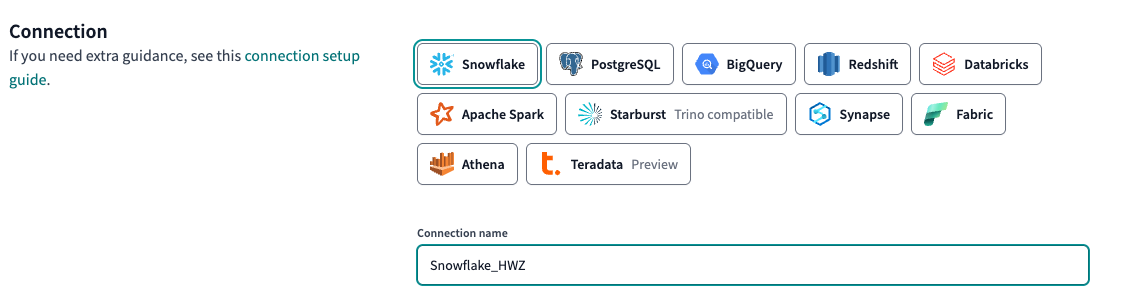 Connection
If you need extra guidance, see this connection setup
guide.
Snowflake PostgreSQL BigQuery Redshift Databricks
Apache Spark Starburst Trino compatible Synapse Fabric
Athena Teradata Preview
Connection name
Snowflake_HWZ